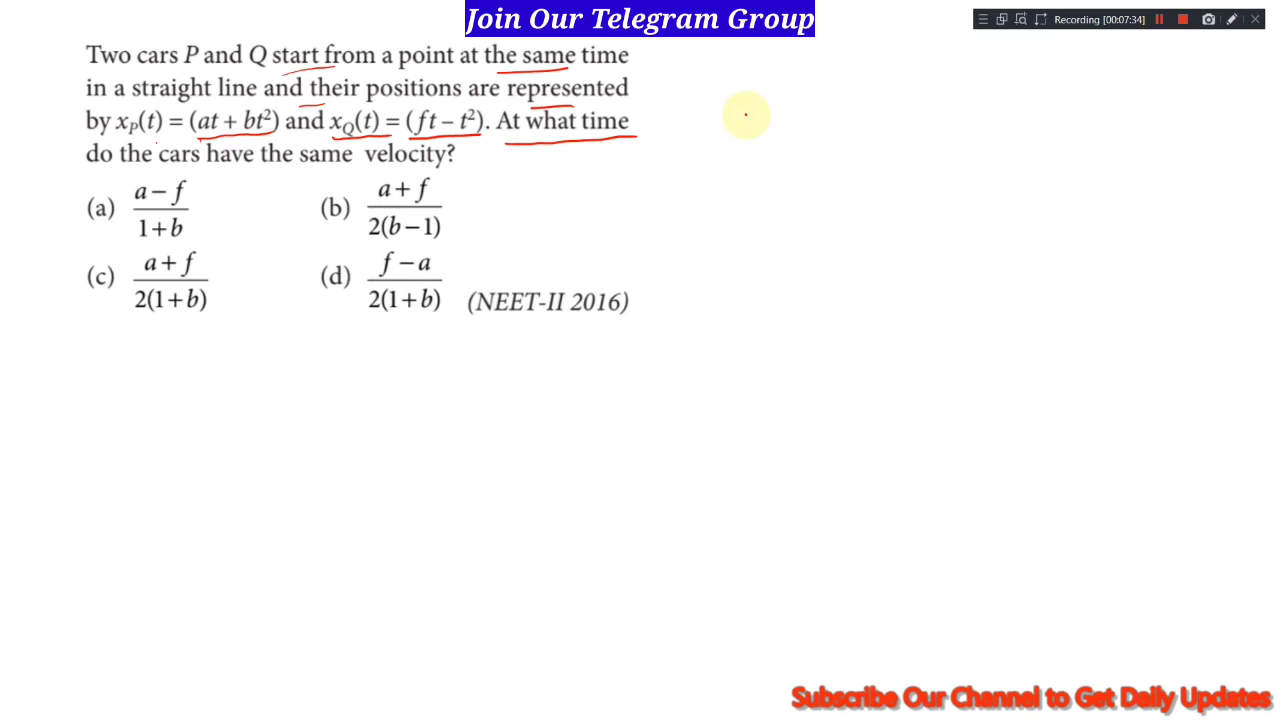 Join Our Telegram Group
Recording [00:07:34]
Two cars P and Q start from a point at the same time
in a straight line and their positions are represented
by x_P(t) = (at + bt²) and x_Q(t) = (ft – t²). At what time
do the cars have the same velocity?
(a) (a – f)/(1+b) (b) (a + f)/(2(b–1))
(c) (a + f)/(2(1+b)) (d) (f – a)/(2(1+b)) (NEET-II 2016)
Subscribe Our Channel to Get Daily Updates